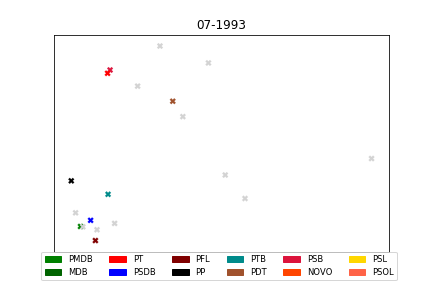 07-1993
PMDB PT PFL PTB PSB PSL
MDB PSDB PP PDT NOVO PSOL